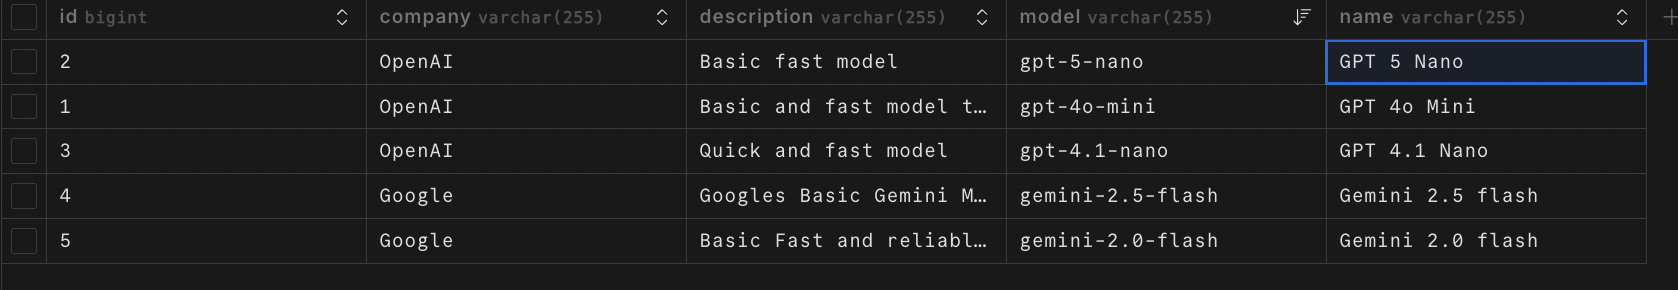 id bigint company varchar(255) description varchar(255) model varchar(255) name varchar(255)
2 OpenAI Basic fast model gpt-5-nano GPT 5 Nano
1 OpenAI Basic and fast model t… gpt-4o-mini GPT 4o Mini
3 OpenAI Quick and fast model gpt-4.1-nano GPT 4.1 Nano
4 Google Googles Basic Gemini M… gemini-2.5-flash Gemini 2.5 flash
5 Google Basic Fast and reliabl… gemini-2.0-flash Gemini 2.0 flash